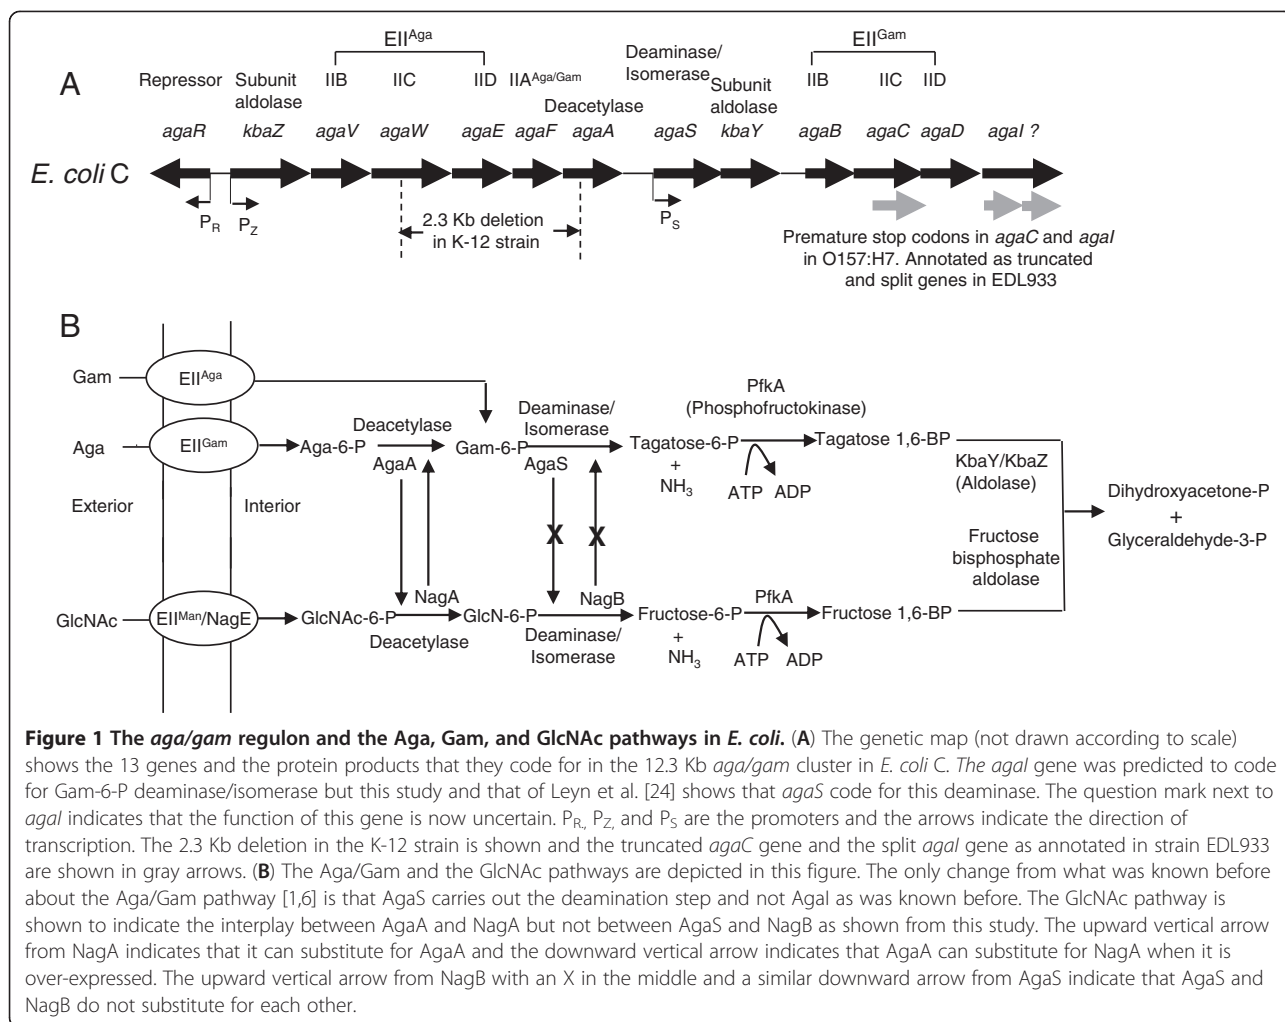 EII^Aga
Deaminase/
EII^Gam
A
Repressor
Subunit
aldolase
IIB
IIC
IID
IIA^Aga/Gam
Isomerase
Subunit
aldolase
IIB
IIC
IID
Deacetylase
agaR
kbaZ
agaV
agaW
agaE
agaF
agaA
agaS
kbaY
agaB
agaC
agaD
agaI ?
E. coli C
P_R
P_Z
2.3 Kb deletion
in K-12 strain
P_S
Premature stop codons in agaC and agaI
in O157:H7. Annotated as truncated
and split genes in EDL933
B
Gam
EII^Aga
PfkA
(Phosphofructokinase)
Aga
EII^Gam
Aga-6-P
Deacetylase
AgaA
Gam-6-P
Deaminase/
Isomerase
AgaS
Tagatose-6-P
+
NH₃
ATP
ADP
Tagatose 1,6-BP
KbaY/KbaZ
(Aldolase)
Exterior
Interior
X
X
Dihydroxyacetone-P
+
Glyceraldehyde-3-P
Fructose
bisphosphate
aldolase
GlcNAc
EII^Man/NagE
GlcNAc-6-P
NagA
Deacetylase
GlcN-6-P
NagB
Deaminase/
Isomerase
Fructose-6-P
+
NH₃
PfkA
ATP
ADP
Fructose 1,6-BP
Figure 1 The aga/gam regulon and the Aga, Gam, and GlcNAc pathways in E. coli. (A) The genetic map (not drawn according to scale)
shows the 13 genes and the protein products that they code for in the 12.3 Kb aga/gam cluster in E. coli C. The agaI gene was predicted to code
for Gam-6-P deaminase/isomerase but this study and that of Leyn et al. [24] shows that agaS code for this deaminase. The question mark next to
agaI indicates that the function of this gene is now uncertain. P_R,, P_Z, and P_S are the promoters and the arrows indicate the direction of
transcription. The 2.3 Kb deletion in the K-12 strain is shown and the truncated agaC gene and the split agaI gene as annotated in strain EDL933
are shown in gray arrows. (B) The Aga/Gam and the GlcNAc pathways are depicted in this figure. The only change from what was known before
about the Aga/Gam pathway [1,6] is that AgaS carries out the deamination step and not AgaI as was known before. The GlcNAc pathway is
shown to indicate the interplay between AgaA and NagA but not between AgaS and NagB as shown from this study. The upward vertical arrow
from NagA indicates that it can substitute for AgaA and the downward vertical arrow indicates that AgaA can substitute for NagA when it is
over-expressed. The upward vertical arrow from NagB with an X in the middle and a similar downward arrow from AgaS indicate that AgaS and
NagB do not substitute for each other.